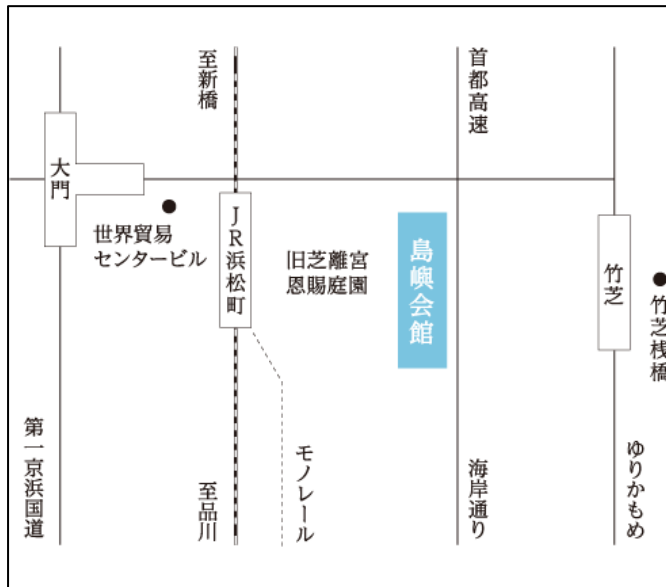 至新橋
首都高速
大門
世界貿易
センタービル
JR浜松町
旧芝離宮
恩賜庭園
島嶼会館
竹芝
竹芝桟橋
第一京浜国道
至品川
モノレール
海岸通り
ゆりかもめ